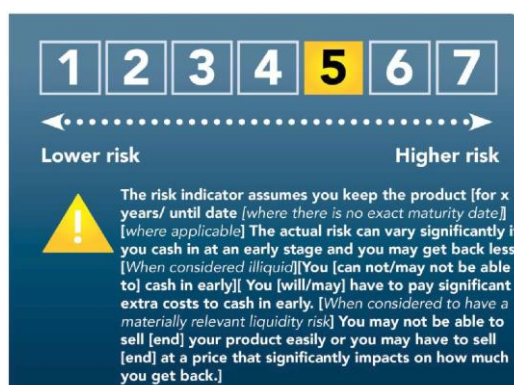 1 2 3 4 5 6 7
Lower risk Higher risk
!
The risk indicator assumes you keep the product [for x
years/ until date [where there is no exact maturity date]]
[where applicable] The actual risk can vary significantly i
you cash in at an early stage and you may get back less
[When considered illiquid][You [can not/may not be able
to] cash in early][ You [will/may] have to pay significant
extra costs to cash in early. [When considered to have a
materially relevant liquidity risk] You may not be able to
sell [end] your product easily or you may have to sell
[end] at a price that significantly impacts on how much
you get back.]